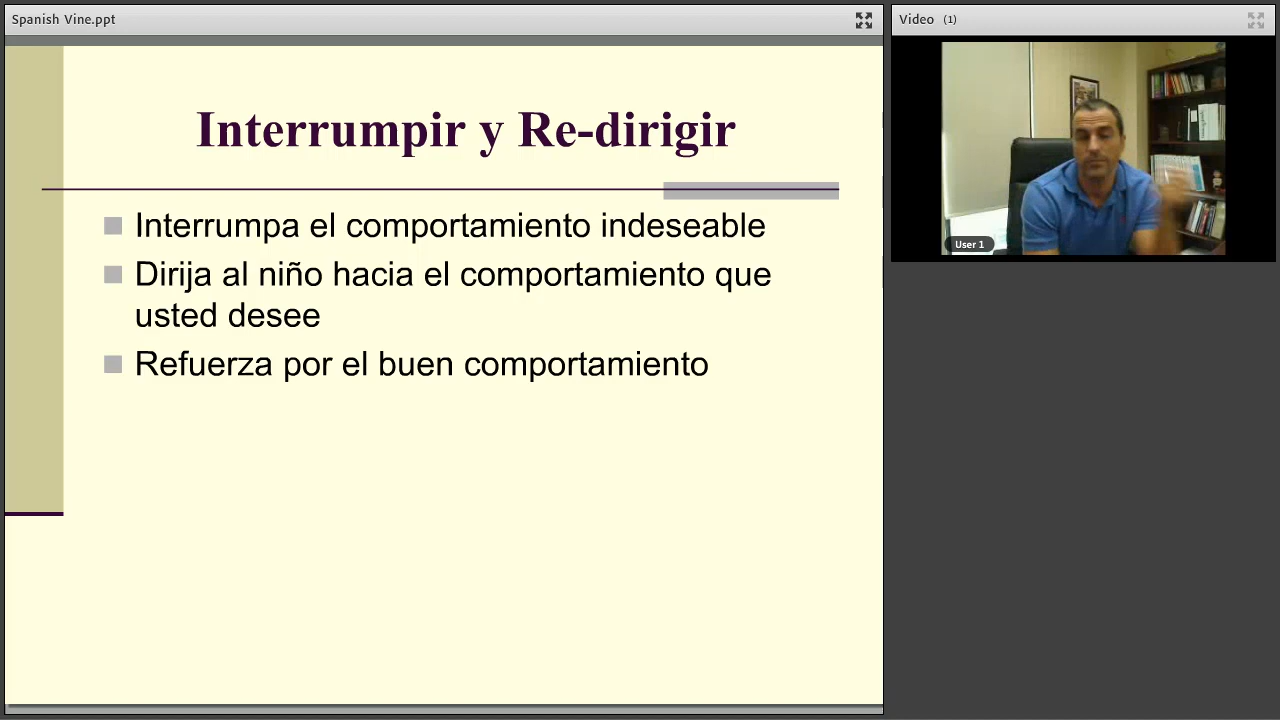 Spanish Vine.ppt
Interrumpir y Re-dirigir
Interrumpa el comportamiento indeseable
Dirija al niño hacia el comportamiento que
usted desee
Refuerza por el buen comportamiento
Video (1)
User 1